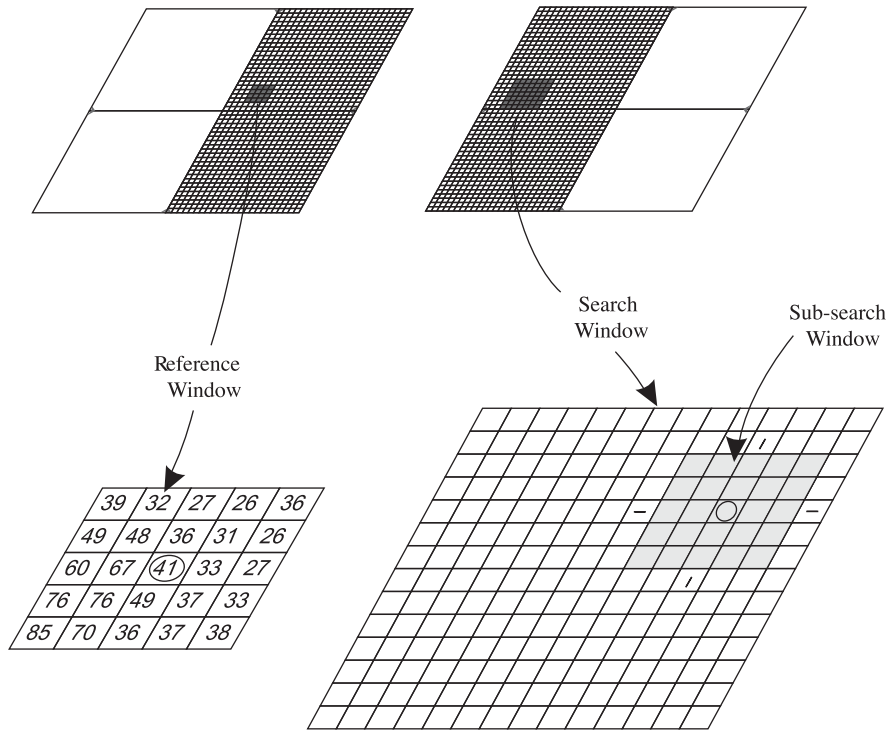 Search
Window
Sub-search
Window
Reference
Window
39 32 27 26 36
49 48 36 31 26
60 67 41 33 27
76 76 49 37 33
85 70 36 37 38